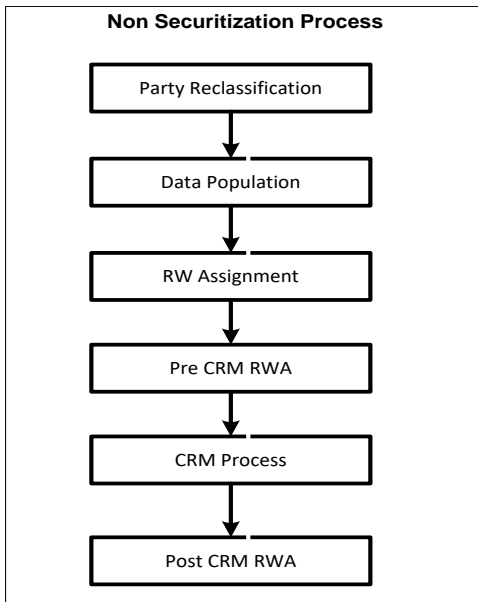 Non Securitization Process
Party Reclassification
Data Population
RW Assignment
Pre CRM RWA
CRM Process
Post CRM RWA